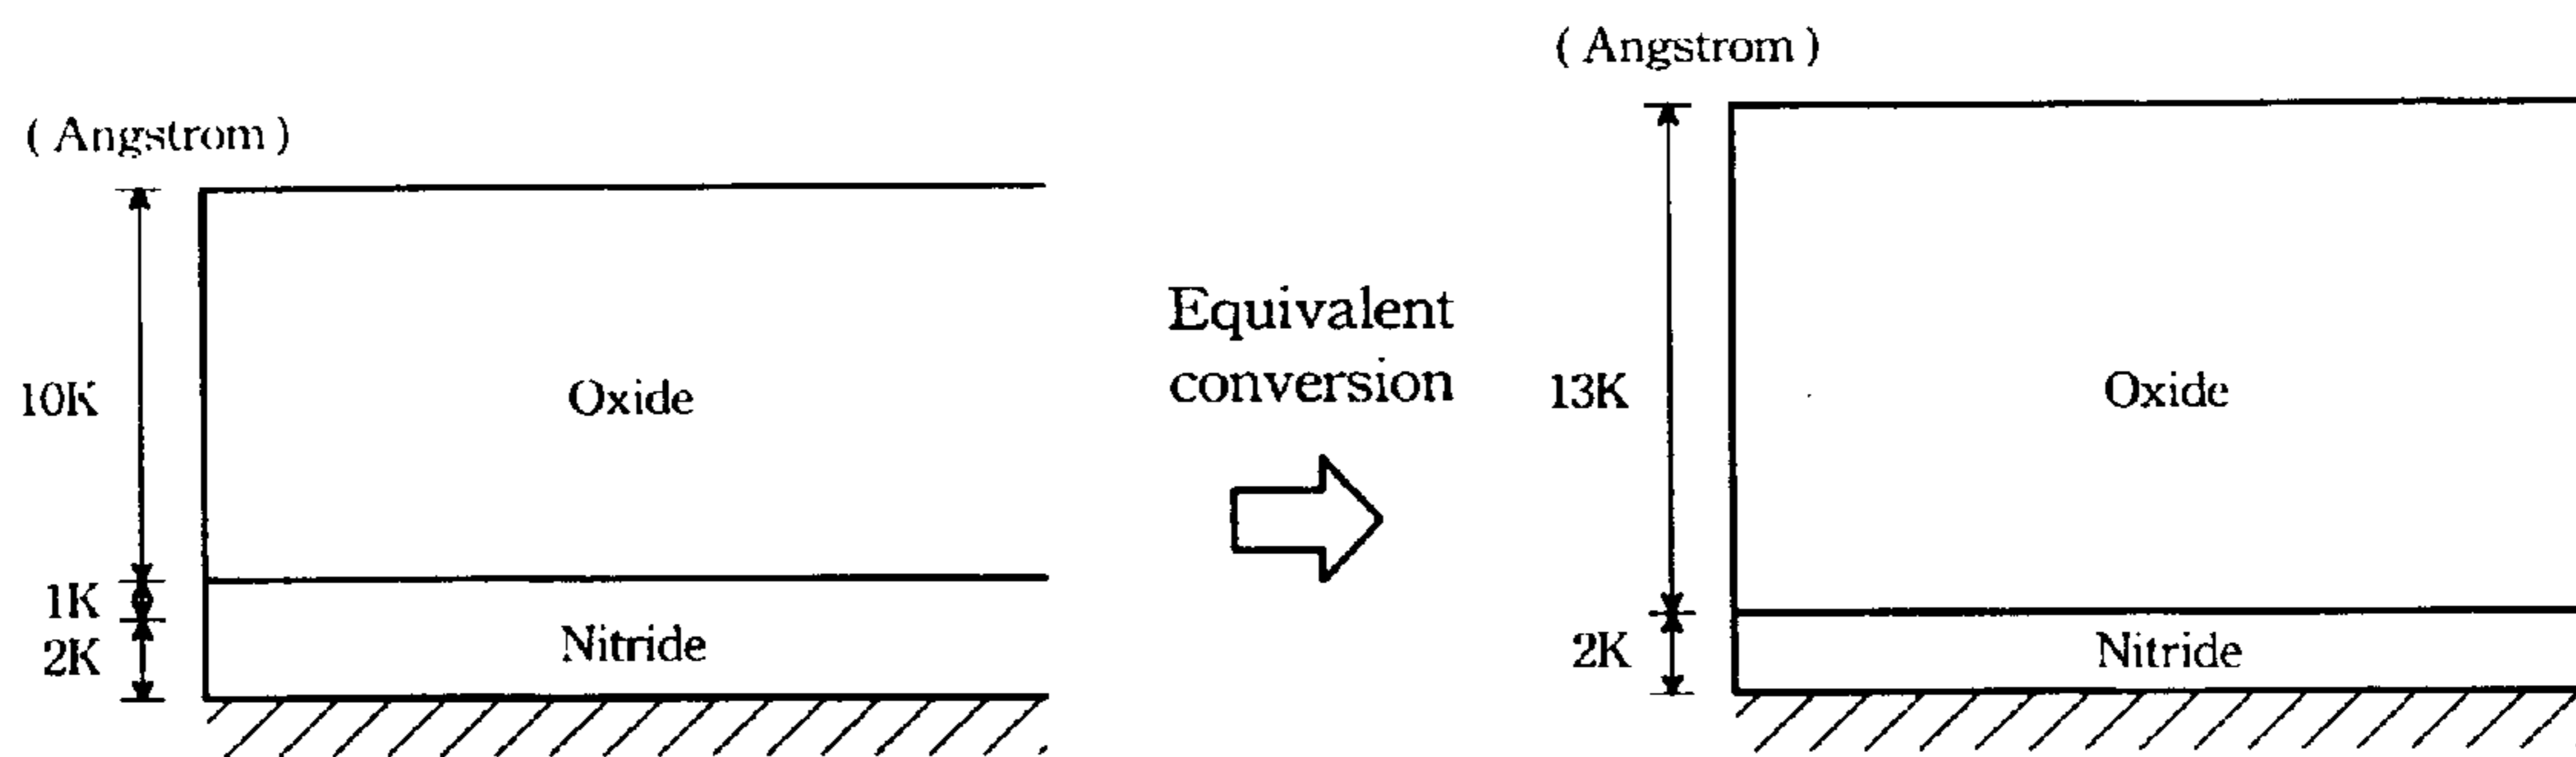 ( Angstrom )
10K
Oxide
1K
2K
Nitride
Equivalent
conversion
( Angstrom )
13K
Oxide
2K
Nitride